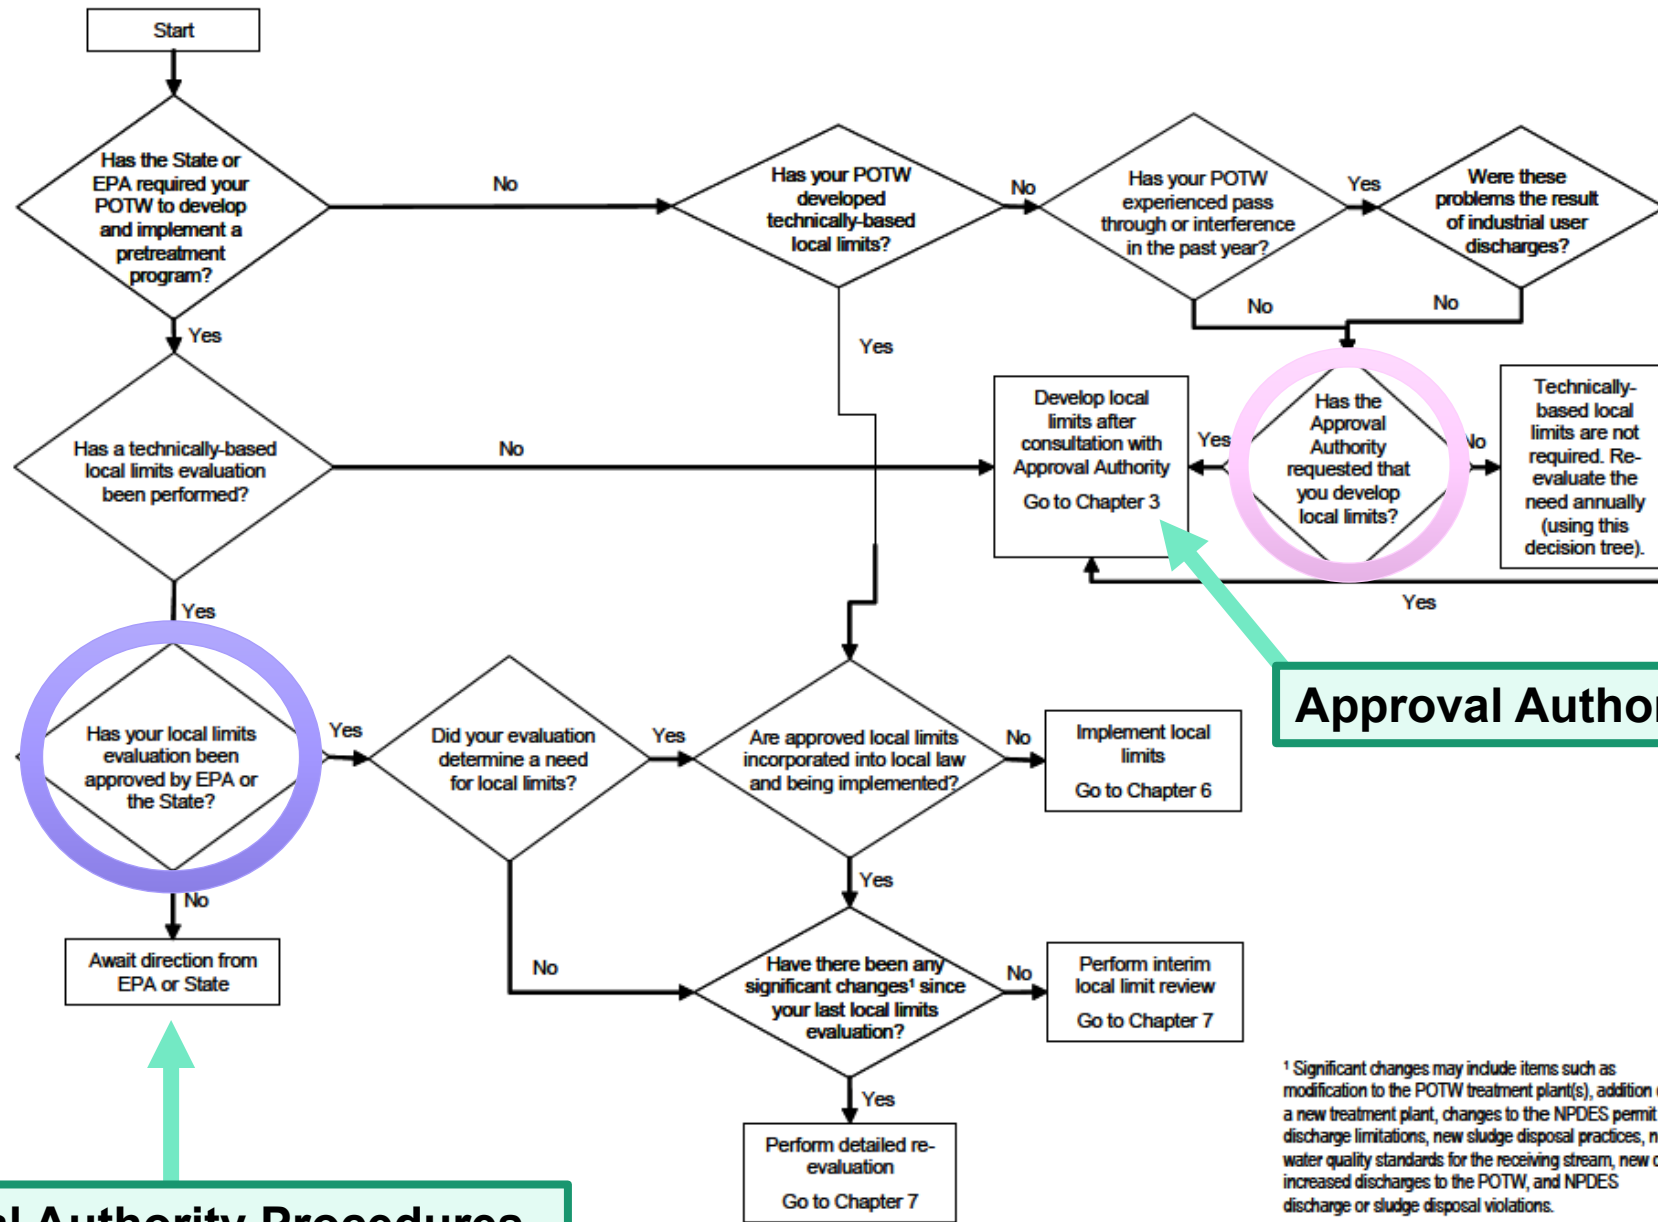 Start
Has the State or
EPA required your
POTW to develop
and implement a
pretreatment
program?
No
Has your POTW
developed
technically-based
local limits?
No
Has your POTW
experienced pass
through or interference
in the past year?
Yes
Were these
problems the result
of industrial user
discharges?
Yes
Yes
No
No
Has a technically-based
local limits evaluation
been performed?
No
Develop local
limits after
consultation with
Approval Authority
Go to Chapter 3
Yes
Has the
Approval
Authority
requested that
you develop
local limits?
No
Technically-
based local
limits are not
required. Re-
evaluate the
need annually
(using this
decision tree).
Yes
Yes
Approval
Has your local limits
evaluation been
approved by EPA or
the State?
Yes
Did your evaluation
determine a need
for local limits?
Yes
Are approved local limits
incorporated into local law
and being implemented?
No
Implement local
limits
Go to Chapter 6
No
Yes
Await direction from
EPA or State
No
Have there been any
significant changes¹ since
your last local limits
evaluation?
No
Perform interim
local limit review
Go to Chapter 7
Yes
Perform detailed re-
evaluation
Go to Chapter 7
¹ Significant changes may include items such as
modification to the POTW treatment plant(s), addition
a new treatment plant, changes to the NPDES permit
discharge limitations, new sludge disposal practices,
water quality standards for the receiving stream, new
increased discharges to the POTW, and NPDES
discharge or sludge disposal violations.
Authority Procedures